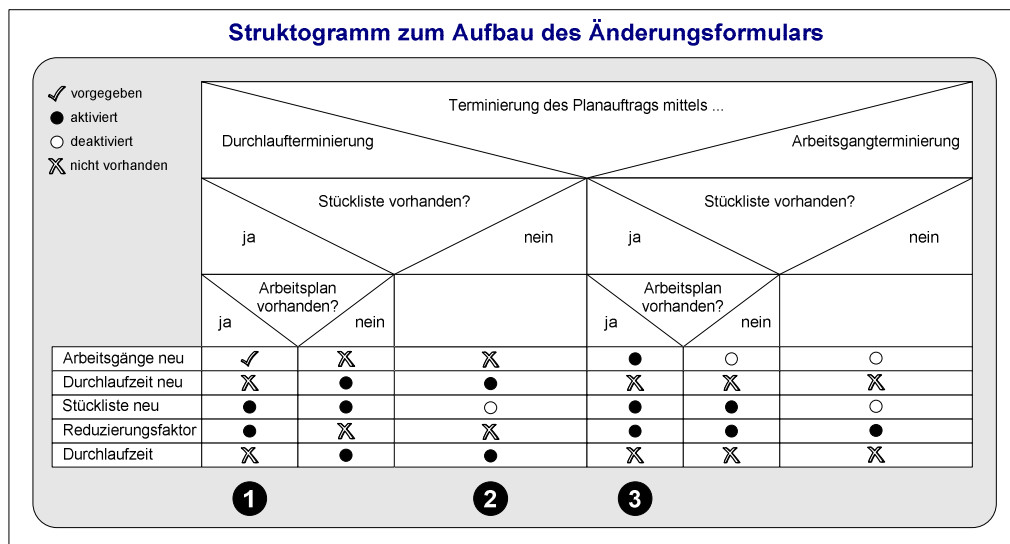 Struktogramm zum Aufbau des Änderungsformulars
vorgegeben
aktiviert
deaktiviert
nicht vorhanden
Terminierung des Planauftrags mittels ...
Durchlaufterminierung
Arbeitsgangterminierung
Stückliste vorhanden?
ja
nein
Stückliste vorhanden?
ja
nein
Arbeitsplan
vorhanden?
ja
nein
Arbeitsplan
vorhanden?
ja
nein
Arbeitsgänge neu
Durchlaufzeit neu
Stückliste neu
Reduzierungsfaktor
Durchlaufzeit
1
2
3